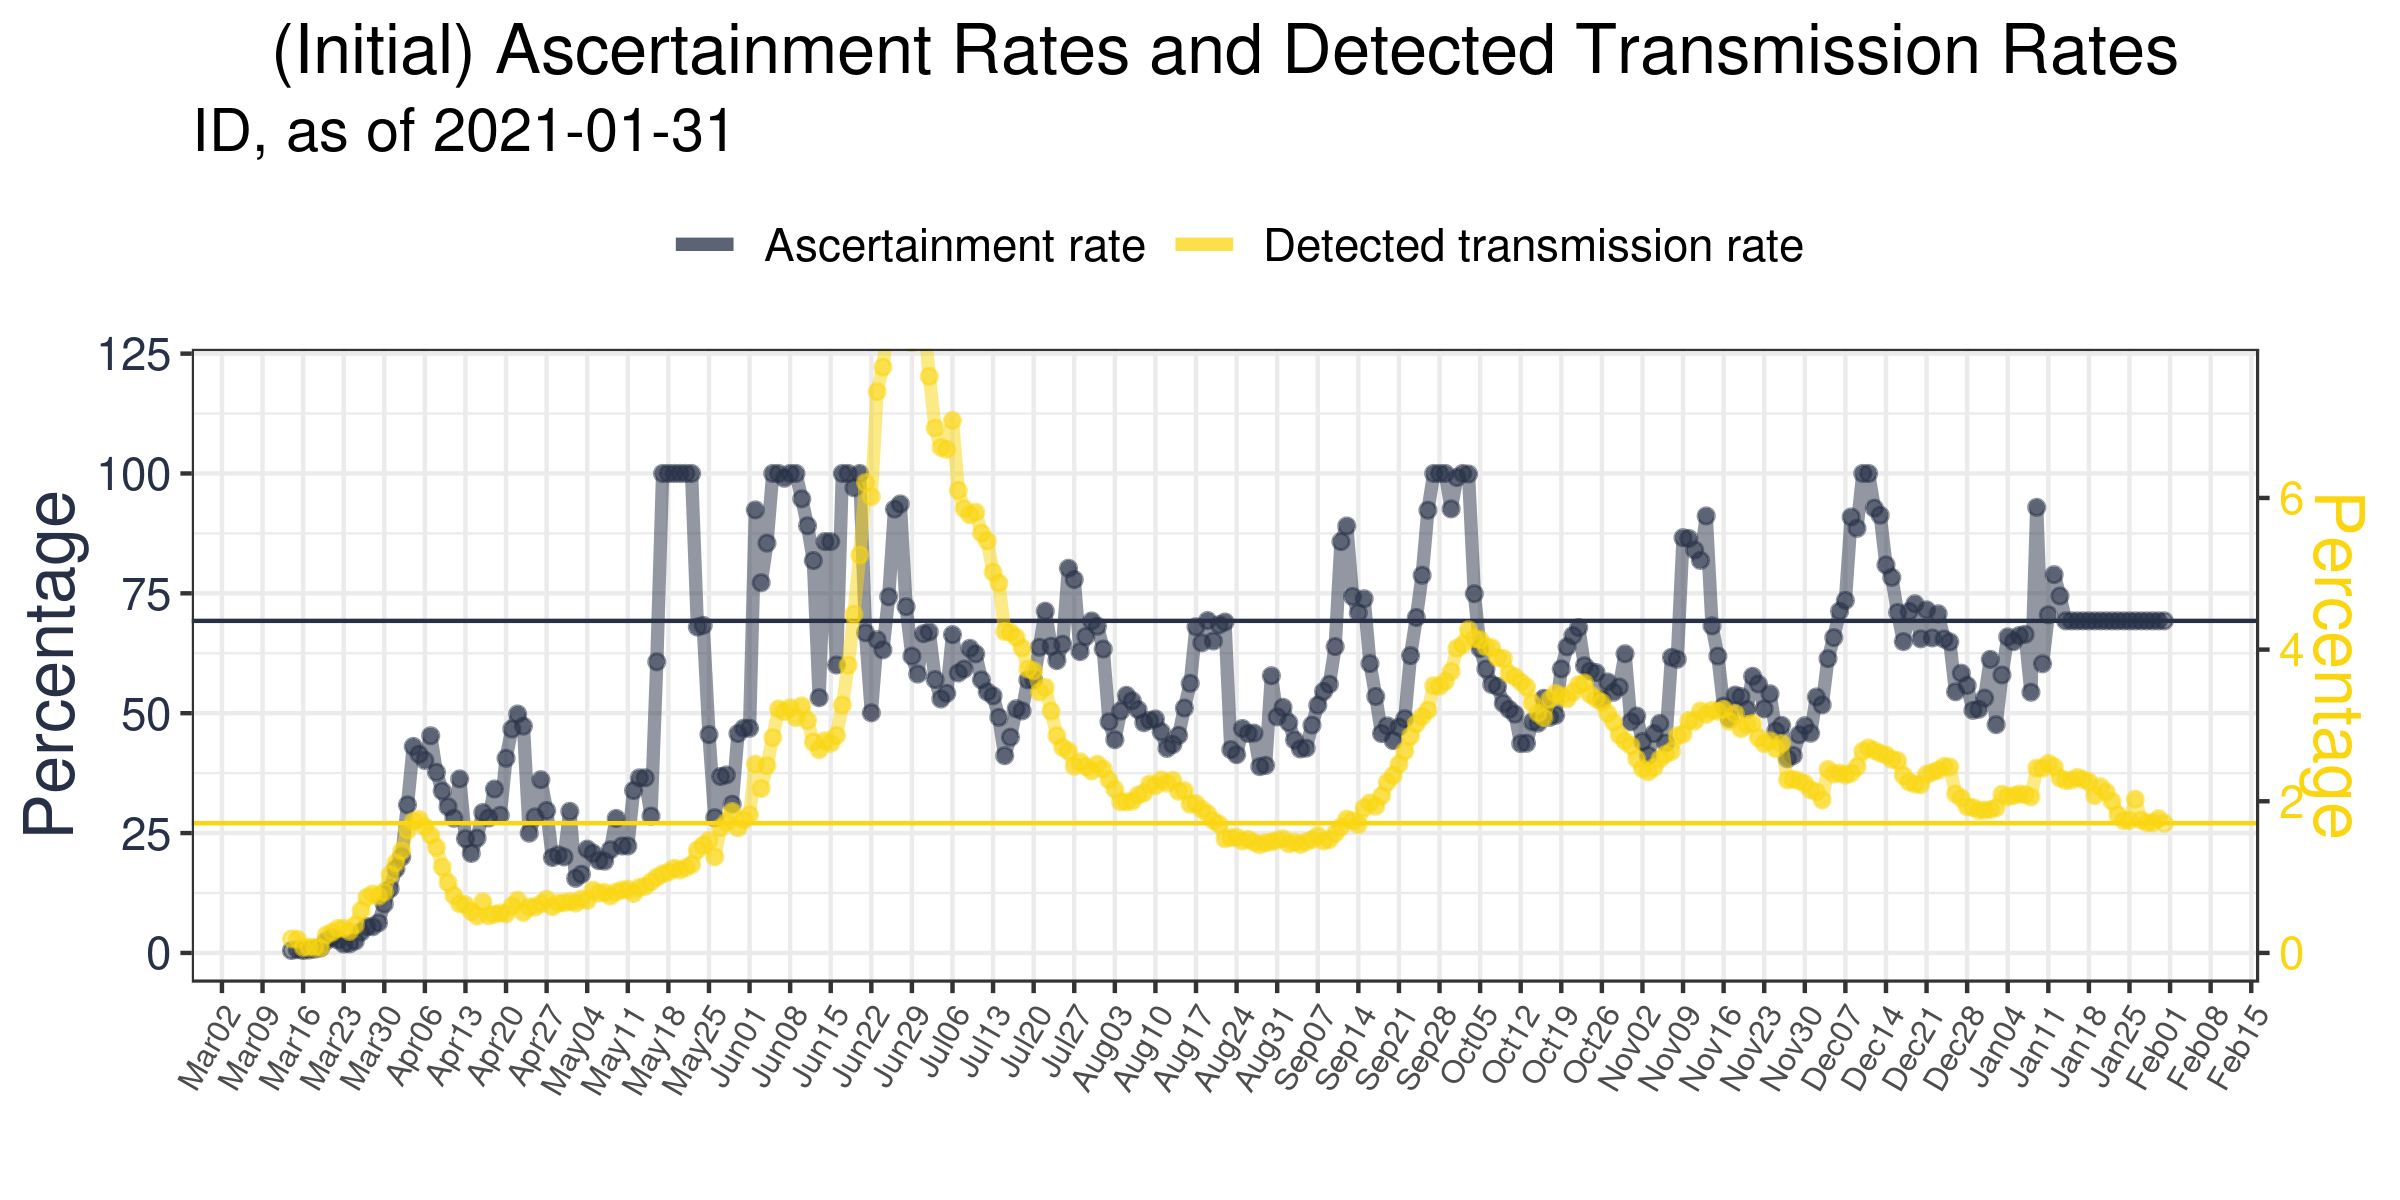 (Initial) Ascertainment Rates and Detected Transmission Rates
ID, as of 2021-01-31
Ascertainment rate
Detected transmission rate
Percentage
125
100
75
50
25
0
6
4
2
0
Percentage
Mar02
Mar09
Mar16
Mar23
Mar30
Apr06
Apr13
Apr20
Apr27
May04
May11
May18
May25
Jun01
Jun08
Jun15
Jun22
Jun29
Jul06
Jul13
Jul20
Jul27
Aug03
Aug10
Aug17
Aug24
Aug31
Sep07
Sep14
Sep21
Sep28
Oct05
Oct12
Oct19
Oct26
Nov02
Nov09
Nov16
Nov23
Nov30
Dec07
Dec14
Dec21
Dec28
Jan04
Jan11
Jan18
Jan25
Feb01
Feb08
Feb15